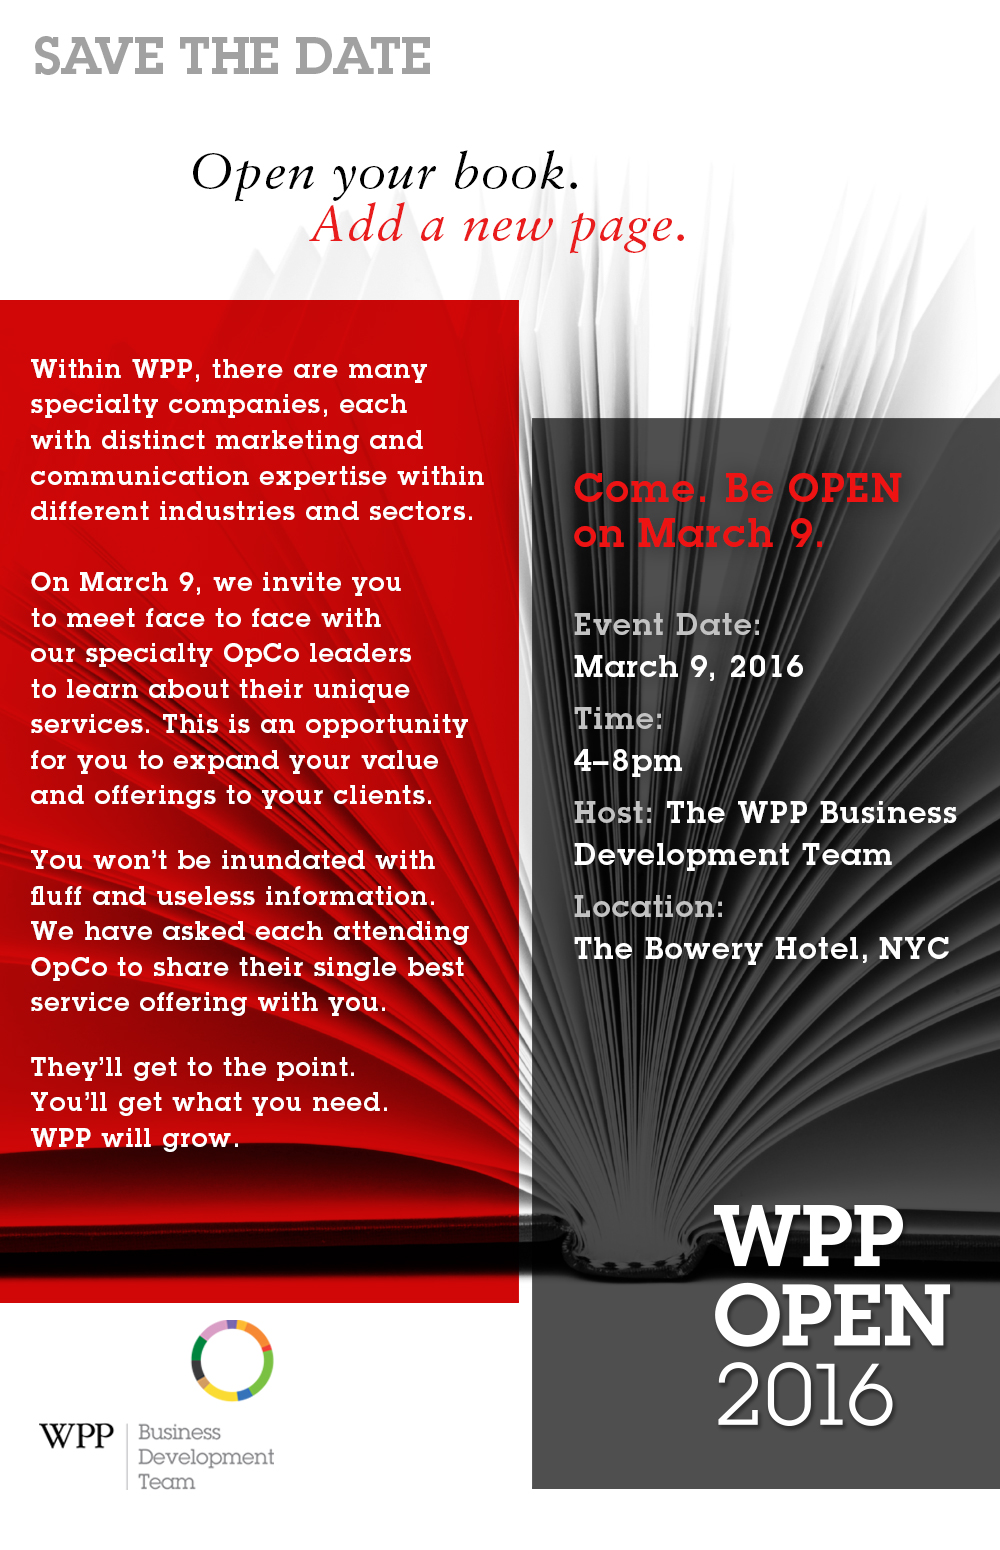 SAVE THE DATE
Open your book.
Add a new page.
Within WPP, there are many
specialty companies, each
with distinct marketing and
communication expertise within
different industries and sectors.
On March 9, we invite you
to meet face to face with
our specialty OpCo leaders
to learn about their unique
services. This is an opportunity
for you to expand your value
and offerings to your clients.
You won’t be inundated with
fluff and useless information.
We have asked each attending
OpCo to share their single best
service offering with you.
They’ll get to the point.
You’ll get what you need.
WPP will grow.
Come. Be OPEN
on March 9.
Event Date:
March 9, 2016
Time:
4–8pm
Host: The WPP Business
Development Team
Location:
The Bowery Hotel, NYC
WPP
OPEN
2016
WPP
Business
Development
Team